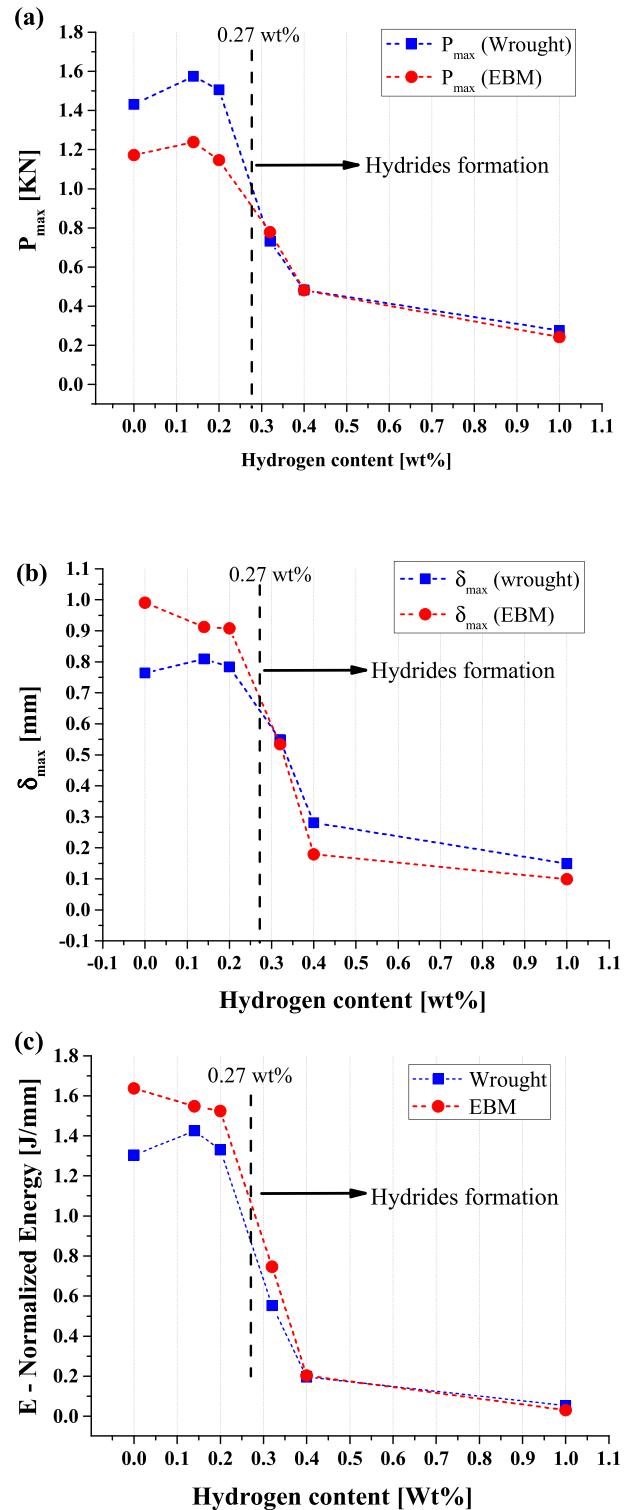 (a)
0.27 wt%
P_max (Wrought)
P_max (EBM)
Hydrides formation
P_max [KN]
1.8
1.6
1.4
1.2
1.0
0.8
0.6
0.4
0.2
0.0
0.0 0.1 0.2 0.3 0.4 0.5 0.6 0.7 0.8 0.9 1.0 1.1
Hydrogen content [wt%]
(b)
0.27 wt%
δ_max (wrought)
δ_max (EBM)
Hydrides formation
δ_max [mm]
1.1
1.0
0.9
0.8
0.7
0.6
0.5
0.4
0.3
0.2
0.1
0.0
-0.1
-0.1 0.0 0.1 0.2 0.3 0.4 0.5 0.6 0.7 0.8 0.9 1.0 1.1
Hydrogen content [wt%]
(c)
0.27 wt%
Wrought
EBM
Hydrides formation
E - Normalized Energy [J/mm]
1.8
1.6
1.4
1.2
1.0
0.8
0.6
0.4
0.2
0.0
0.0 0.1 0.2 0.3 0.4 0.5 0.6 0.7 0.8 0.9 1.0 1.1
Hydrogen content [Wt%]